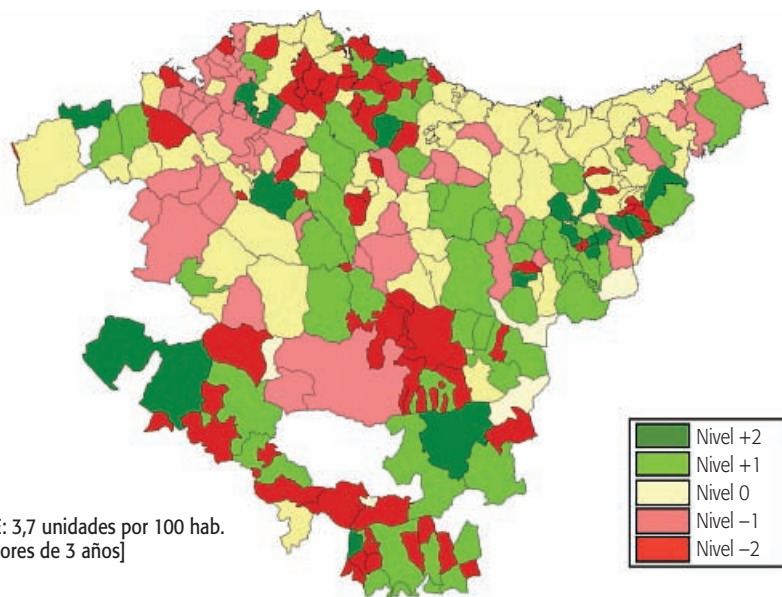 Nivel +2
Nivel +1
Nivel 0
Nivel –1
Nivel –2
: 3,7 unidades por 100 hab.
ores de 3 años]